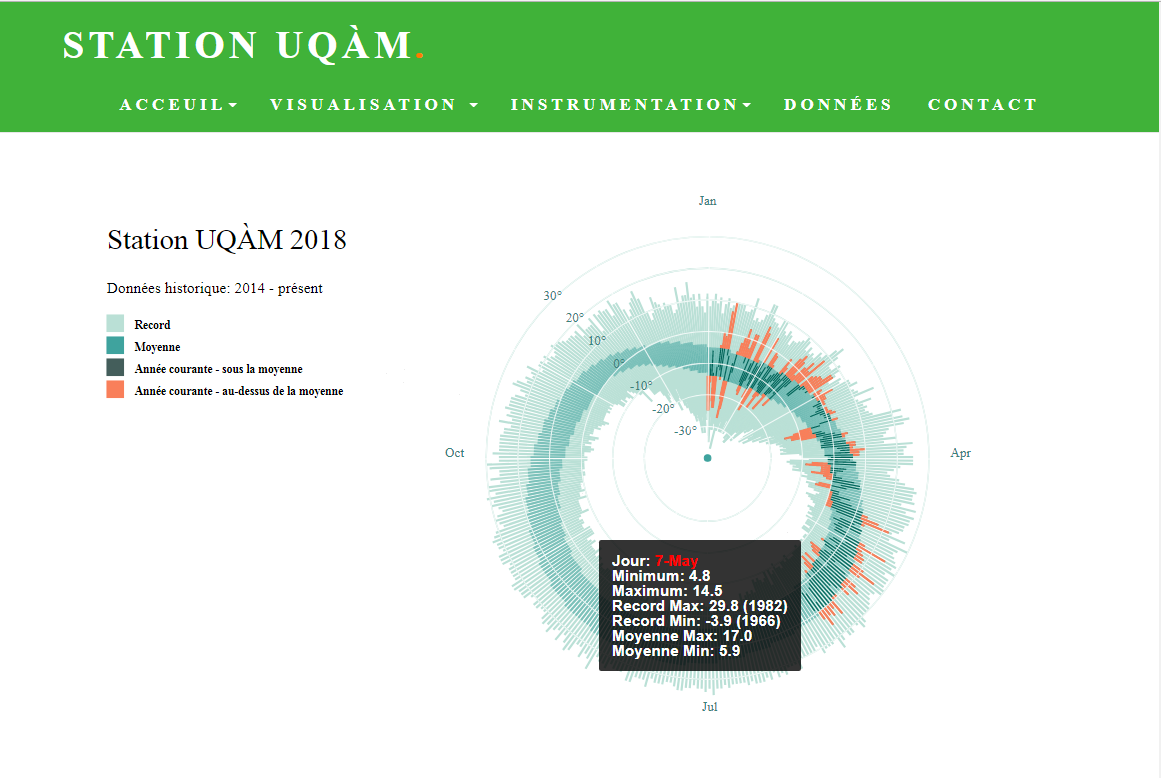 STATION UQÀM.
ACCEUIL VISUALISATION INSTRUMENTATION DONNÉES CONTACT
Station UQÀM 2018
Données historique: 2014 - présent
Record
Moyenne
Année courante - sous la moyenne
Année courante - au-dessus de la moyenne
Jan
30°
20°
10°
0°
-10°
-20°
-30°
Oct
Apr
Jour: 7-May
Minimum: 4.8
Maximum: 14.5
Record Max: 29.8 (1982)
Record Min: -3.9 (1966)
Moyenne Max: 17.0
Moyenne Min: 5.9
Jul